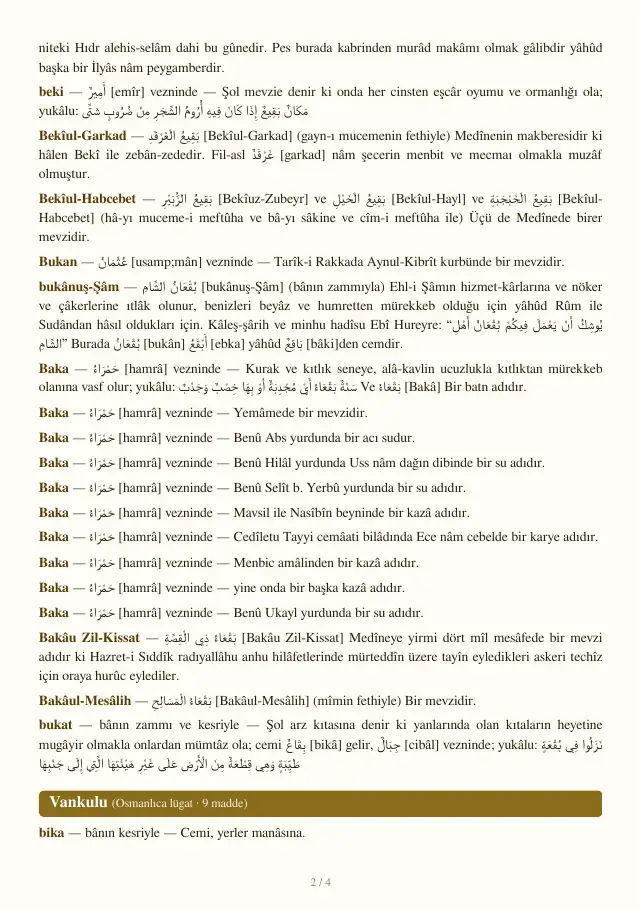 niteki Hıdr alehis-selâm dahi bu gûnedir. Pes burada kabrinden murâd makâmı olmak gâlibdir yâhûd
başka bir İlyâs nâm peygamberdir.
beki — أَمِيرٌ [emîr] vezninde — Şol mevzie denir ki onda her cinsten eşcâr oyumu ve ormanlığı ola;
yukâlu: مَكَانٌ بَقِيعٌ إِذَا كَانَ فِيهِ أُرُومُ الشَّجَرِ مِنْ ضُرُوبٍ شَتَّى
Bekîul-Garkad — بَقِيعُ الْغَرْقَدِ [Bekîul-Garkad] (gayn-ı mucemenin fethiyle) Medînenin makberesidir ki
hâlen Bekî ile zebân-zededir. Fil-asl غَرْقَدٌ [garkad] nâm şecerin menbit ve mecmaı olmakla muzâf
olmuştur.
Bekîul-Habcebet — بَقِيعُ الزُّبَيْرِ [Bekîuz-Zubeyr] ve بَقِيعُ الْخَيْلِ [Bekîul-Hayl] ve بَقِيعُ الْخَبْجَبَةِ [Bekîul-
Habcebet] (hâ-yı muceme-i meftûha ve bâ-yı sâkine ve cîm-i meftûha ile) Üçü de Medînede birer
mevzidir.
Bukan — عُثْمَانُ [usamp;mân] vezninde — Tarîk-i Rakkada Aynul-Kibrît kurbünde bir mevzidir.
bukânuş-Şâm — بُقْعَانُ الشَّامِ [bukânuş-Şâm] (bânın zammıyla) Ehl-i Şâmın hizmet-kârlarına ve nöker
ve çâkerlerine ıtlâk olunur, benizleri beyâz ve humretten mürekkeb olduğu için yâhûd Rûm ile
Sudândan hâsıl oldukları için. Kâleş-şârih ve minhu hadîsu Ebî Hureyre: “يُوشِكُ أَنْ يَعْمَلَ فِيكُمْ بُقْعَانُ أَهْلِ
الشَّامِ” Burada بُقْعَانُ [bukân] أَبْقَعُ [ebka] yâhûd بَاقِعٌ [bâki]den cemdir.
Baka — حَمْرَاءُ [hamrâ] vezninde — Kurak ve kıtlık seneye, alâ-kavlin ucuzlukla kıtlıktan mürekkeb
olanına vasf olur; yukâlu: سَنَةٌ بَقْعَاءُ أَيْ مُجْدِبَةٌ أَوْ بِهَا خِصْبٌ وَجَدْبٌ Ve بَقْعَاءُ [Bakâ] Bir batn adıdır.
Baka — حَمْرَاءُ [hamrâ] vezninde — Yemâmede bir mevzidir.
Baka — حَمْرَاءُ [hamrâ] vezninde — Benû Abs yurdunda bir acı sudur.
Baka — حَمْرَاءُ [hamrâ] vezninde — Benû Hilâl yurdunda Uss nâm dağın dibinde bir su adıdır.
Baka — حَمْرَاءُ [hamrâ] vezninde — Benû Selît b. Yerbû yurdunda bir su adıdır.
Baka — حَمْرَاءُ [hamrâ] vezninde — Mavsil ile Nasîbîn beyninde bir kazâ adıdır.
Baka — حَمْرَاءُ [hamrâ] vezninde — Cedîletu Tayyi cemâati bilâdında Ece nâm cebelde bir karye adıdır.
Baka — حَمْرَاءُ [hamrâ] vezninde — Menbic amâlinden bir kazâ adıdır.
Baka — حَمْرَاءُ [hamrâ] vezninde — yine onda bir başka kazâ adıdır.
Baka — حَمْرَاءُ [hamrâ] vezninde — Benû Ukayl yurdunda bir su adıdır.
Bakâu Zil-Kissat — بَقْعَاءُ ذِي الْقِصَّةِ [Bakâu Zil-Kissat] Medîneye yirmi dört mîl mesâfede bir mevzi
adıdır ki Hazret-i Sıddîk radıyallâhu anhu hilâfetlerinde mürteddîn üzere tayîn eyledikleri askeri techîz
için oraya hurûc eylediler.
Bakâul-Mesâlih — بَقْعَاءُ الْمَسَالِحِ [Bakâul-Mesâlih] (mîmin fethiyle) Bir mevzidir.
bukat — bânın zammı ve kesriyle — Şol arz kıtasına denir ki yanlarında olan kıtaların heyetine
mugâyir olmakla onlardan mümtâz ola; cemi بِقَاعٌ [bikâ] gelir, جِبَالٌ [cibâl] vezninde; yukâlu: نَزَلُوا فِي بُقْعَةٍ
طَيِّبَةٍ وَهِي قِطْعَةٌ مِنَ الْأَرْضِ عَلَى غَيْرِ هَيْئَتِهَا الَّتِي إِلَى جَنْبِهَا
Vankulu (Osmanlıca lügat · 9 madde)
bika — bânın kesriyle — Cemi, yerler manâsına.
2 / 4